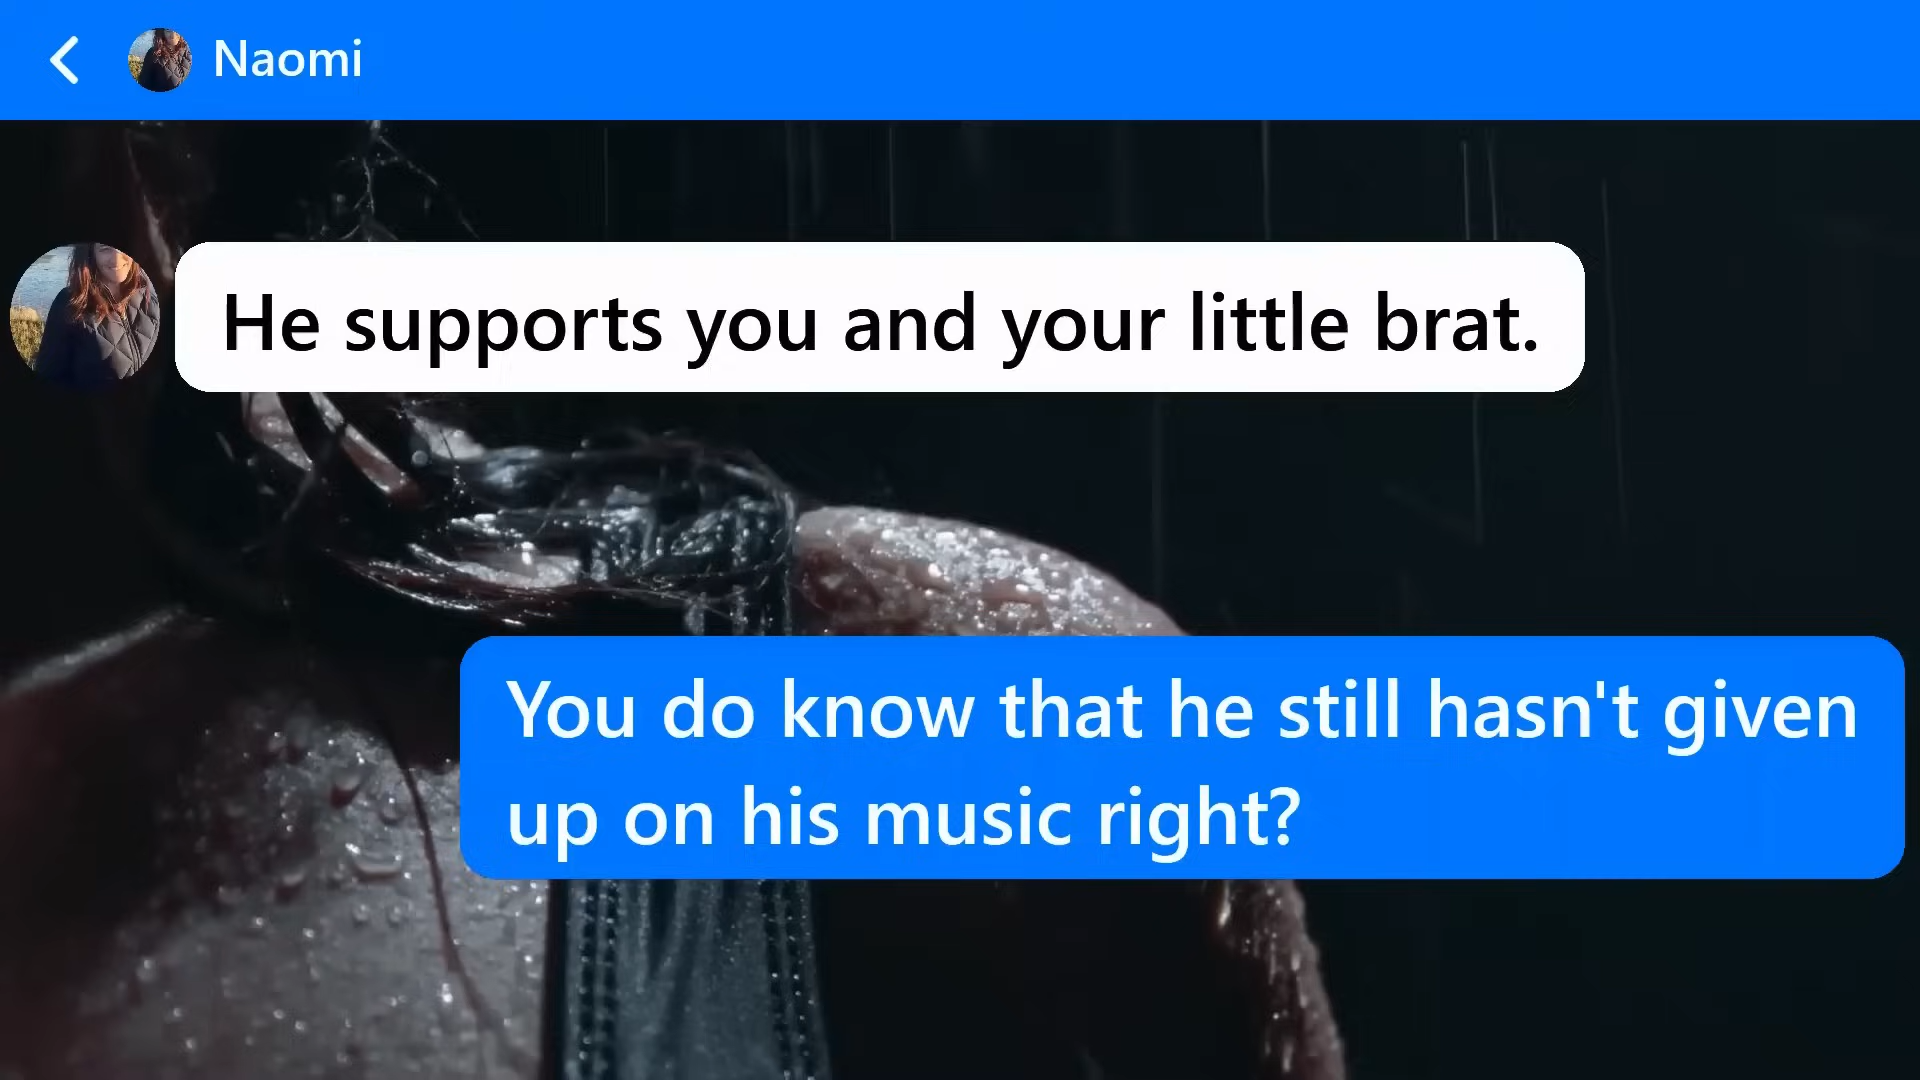 Naomi
He supports you and your little brat.
You do know that he still hasn't given
up on his music right?